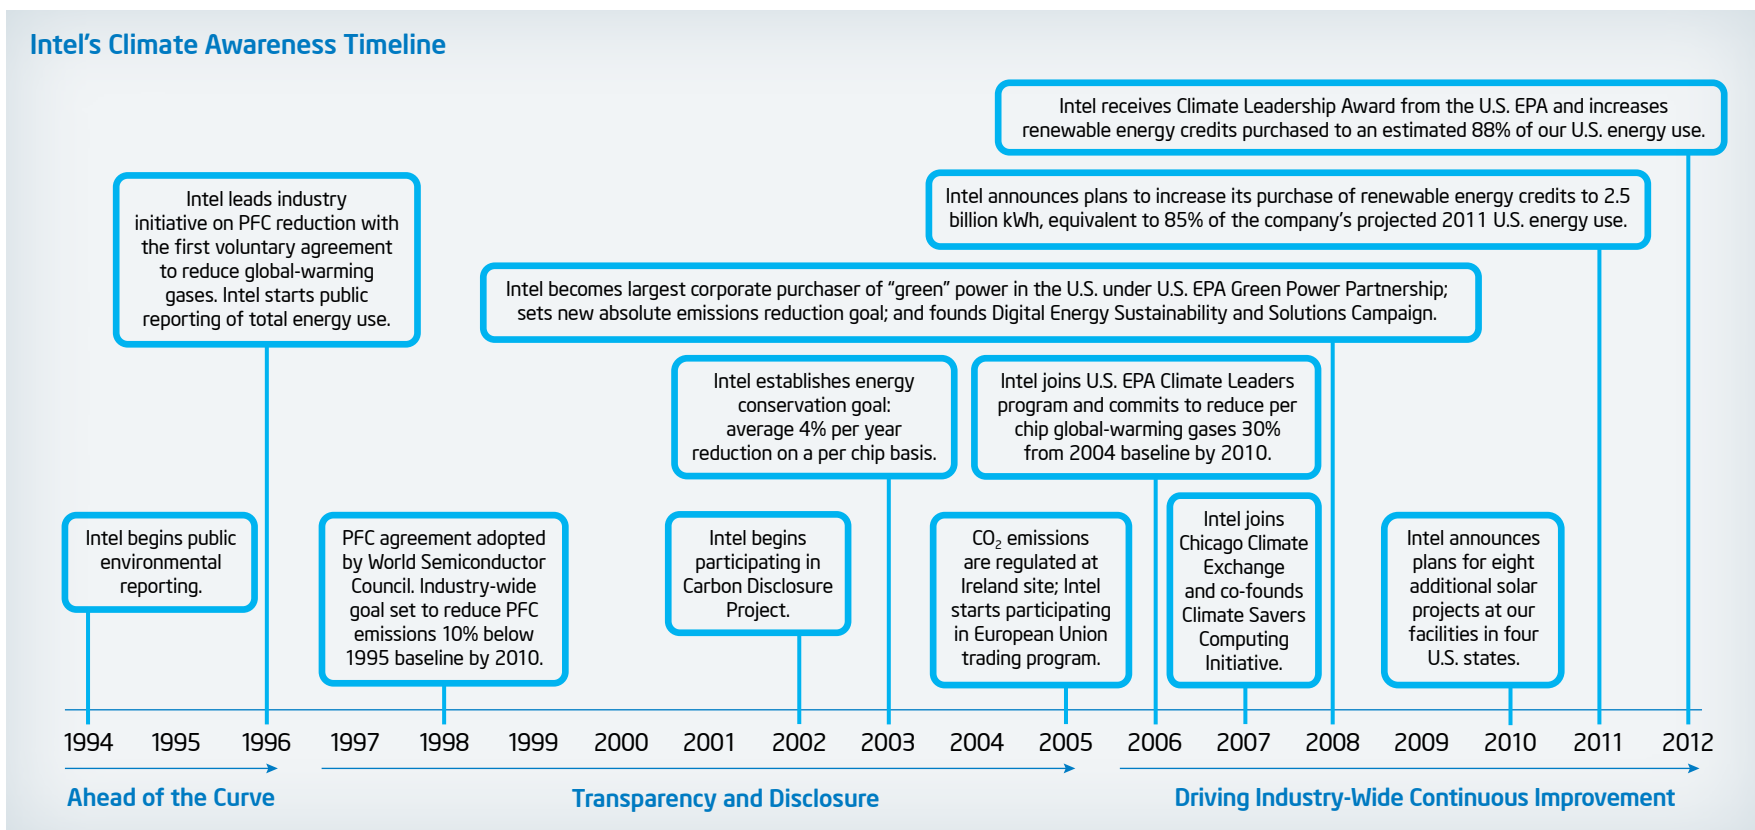 Intel's Climate Awareness Timeline
Intel receives Climate Leadership Award from the U.S. EPA and increases
renewable energy credits purchased to an estimated 88% of our U.S. energy use.
Intel leads industry
initiative on PFC reduction with
the first voluntary agreement
to reduce global-warming
gases. Intel starts public
reporting of total energy use.
Intel announces plans to increase its purchase of renewable energy credits to 2.5
billion kWh, equivalent to 85% of the company's projected 2011 U.S. energy use.
Intel becomes largest corporate purchaser of “green” power in the U.S. under U.S. EPA Green Power Partnership;
sets new absolute emissions reduction goal; and founds Digital Energy Sustainability and Solutions Campaign.
Intel establishes energy
conservation goal:
average 4% per year
reduction on a per chip basis.
Intel joins U.S. EPA Climate Leaders
program and commits to reduce per
chip global-warming gases 30%
from 2004 baseline by 2010.
Intel begins public
environmental
reporting.
PFC agreement adopted
by World Semiconductor
Council. Industry-wide
goal set to reduce PFC
emissions 10% below
1995 baseline by 2010.
Intel begins
participating in
Carbon Disclosure
Project.
CO₂ emissions
are regulated at
Ireland site; Intel
starts participating
in European Union
trading program.
Intel joins
Chicago Climate
Exchange
and co-founds
Climate Savers
Computing
Initiative.
Intel announces
plans for eight
additional solar
projects at our
facilities in four
U.S. states.
1994 1995 1996 1997 1998 1999 2000 2001 2002 2003 2004 2005 2006 2007 2008 2009 2010 2011 2012
Ahead of the Curve
Transparency and Disclosure
Driving Industry-Wide Continuous Improvement